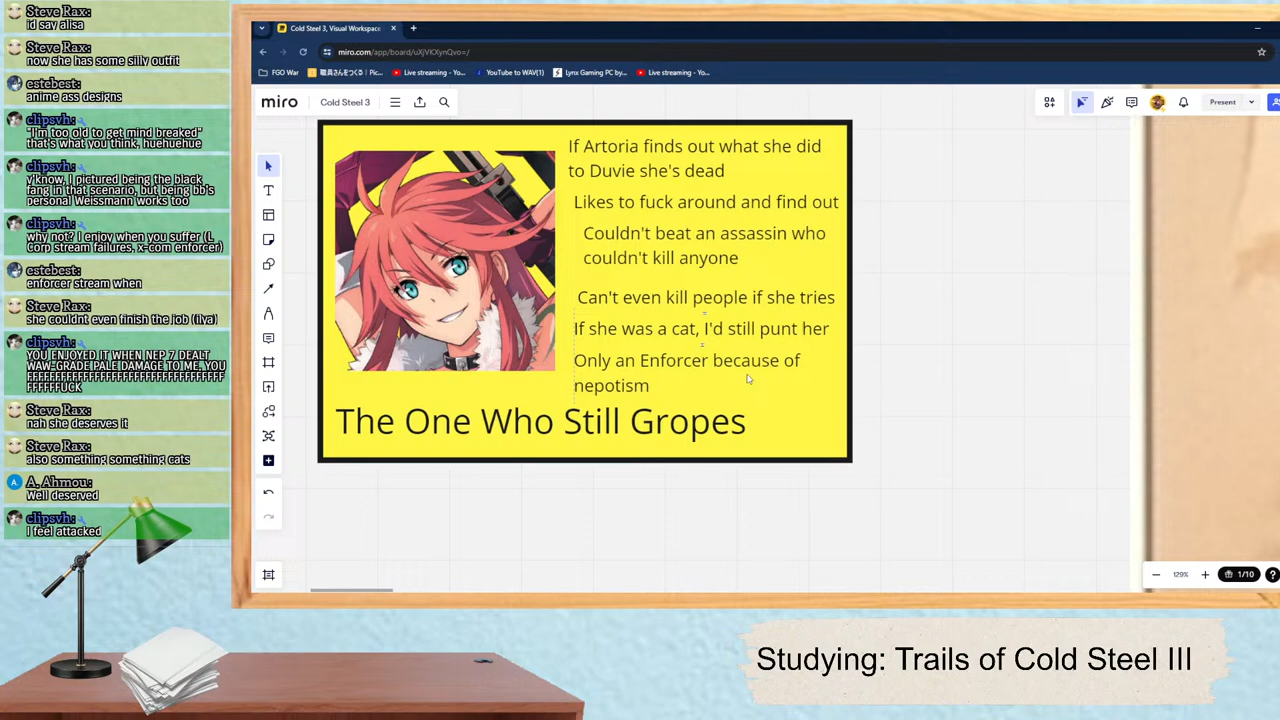 Steve Rax:
id say alisa
Steve Rax:
now she has some silly outfit
estebest:
anime ass designs
clipsvh:
"I'm too old to get mind breaked"
that's what you think, huehuehue
clipsvh:
y'know, I pictured being the black
fang in that scenario, but being bb's
personal Weissmann works too
clipsvh:
why not? I enjoy when you suffer (L
Corp stream failures, x-com enforcer)
estebest:
enforcer stream when
Steve Rax:
she couldnt even finish the job (ilya)
clipsvh:
YOU ENJOYED IT WHEN NEP 7 DEALT
WAW-GRADE PALE DAMAGE TO ME, YOU
Steve Rax:
nah she deserves it
Steve Rax:
also something something cats
A. Ahmou:
Well deserved
clipsvh:
I feel attacked
Cold Steel 3, Visual Workspace
miro.com/app/board/uXjVKXynQvo=/
FGO War
職員さんをつくる | Pic...
Live streaming - Yo...
YouTube to WAV(1)
Lynx Gaming PC by...
Live streaming - Yo...
miro
Cold Steel 3
Present
If Artoria finds out what she did
to Duvie she's dead
Likes to fuck around and find out
Couldn't beat an assassin who
couldn't kill anyone
Can't even kill people if she tries
If she was a cat, I'd still punt her
Only an Enforcer because of
nepotism
The One Who Still Gropes
129%
1/10
Studying: Trails of Cold Steel III